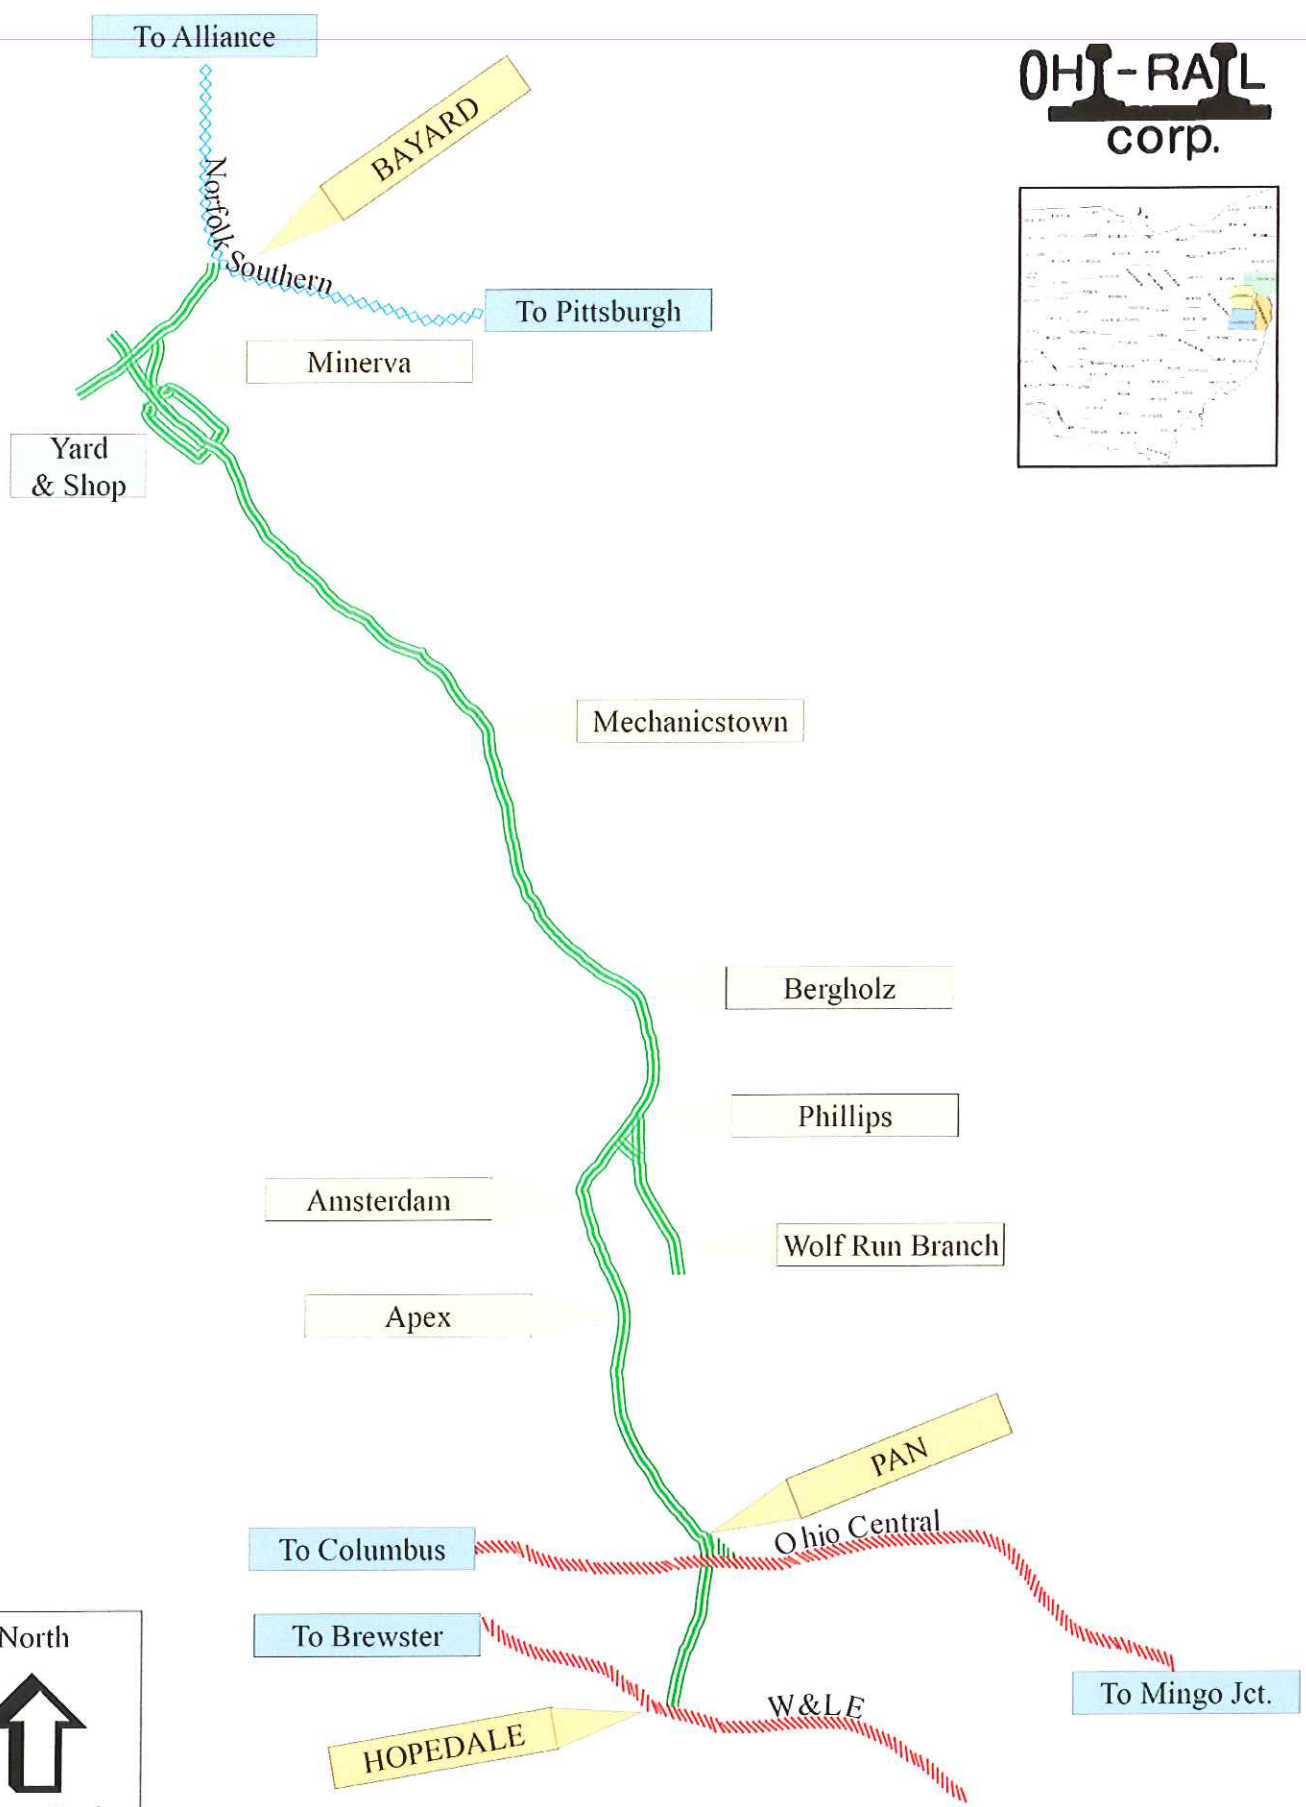 To Alliance
OHI-RAIL
corp.
BAYARD
Norfolk Southern
To Pittsburgh
Minerva
Yard
& Shop
Mechanicstown
Bergholz
Phillips
Amsterdam
Wolf Run Branch
Apex
PAN
Ohio Central
To Columbus
North
To Brewster
To Mingo Jct.
W&LE
HOPEDALE